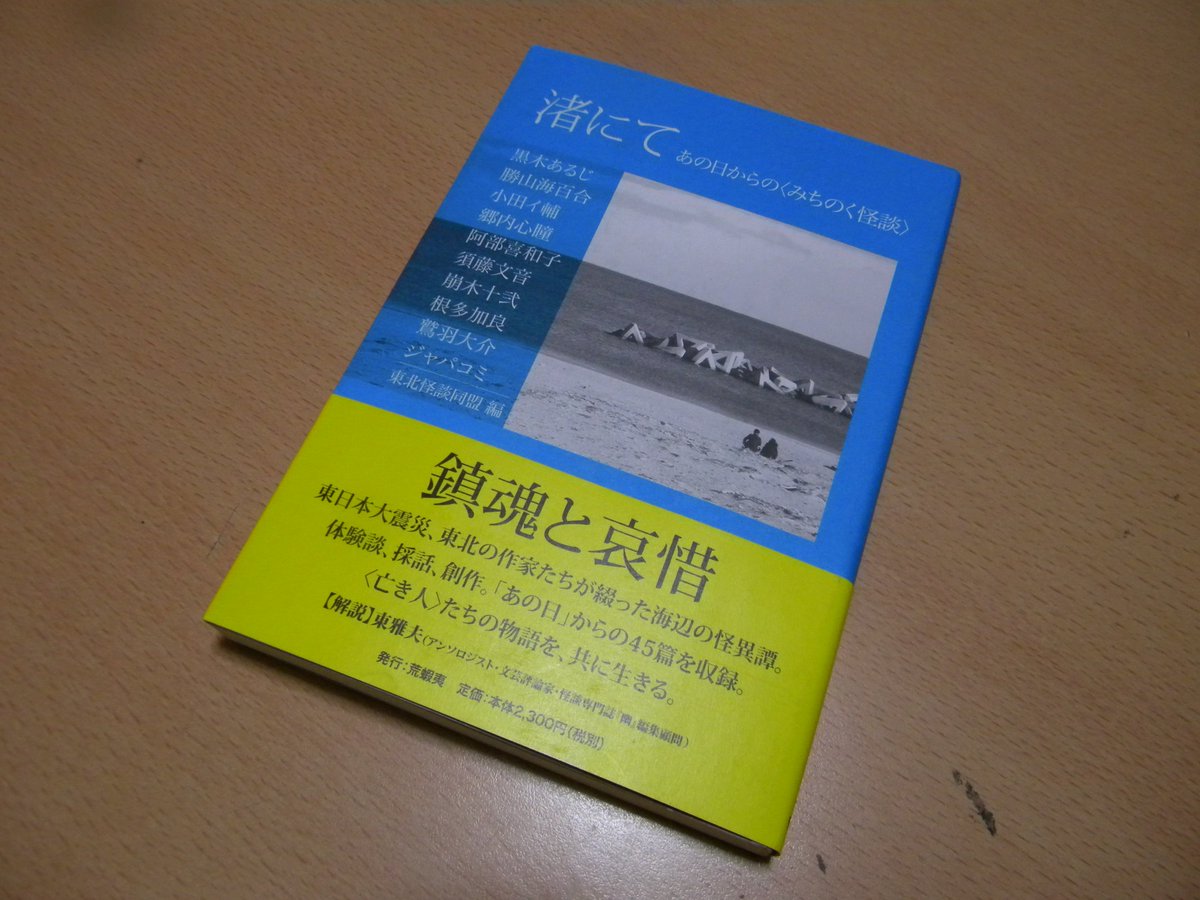 渚にて あの日からの〈みちのく怪談〉
黒木あるじ
勝山海百合
小田イ輔
郷内心瞳
阿部喜和子
須藤文音
崩木十弐
根多加良
鷲羽大介
ジャパコミ
東北怪談同盟 編
鎮魂と哀惜
東日本大震災、東北の作家たちが綴った海辺の怪異譚。
体験談、採話、創作。「あの日」からの45篇を収録。
〈亡き人〉たちの物語を、共に生きる。
【解説】東雅夫(アンソロジスト・文芸評論家・怪談専門誌『幽』編集顧問)
発行:荒蝦夷 定価:本体2,300円(税別)